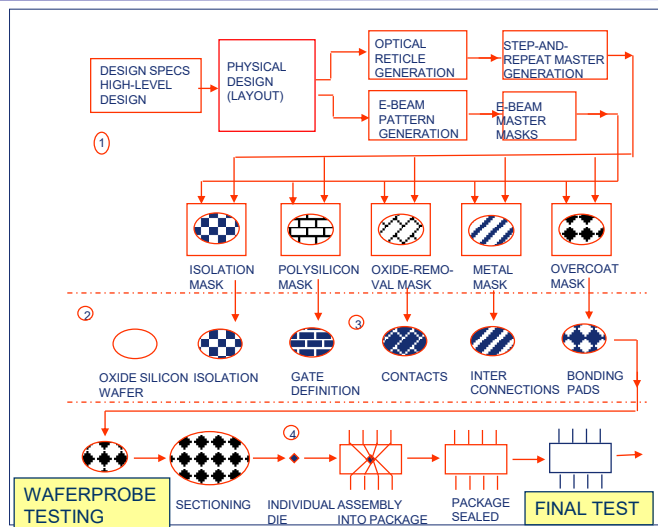 DESIGN SPECS
HIGH-LEVEL
DESIGN
PHYSICAL
DESIGN
(LAYOUT)
OPTICAL
RETICLE
GENERATION
STEP-AND-
REPEAT MASTER
GENERATION
E-BEAM
PATTERN
GENERATION
E-BEAM
MASTER
MASKS
1
ISOLATION
MASK
POLYSILICON
MASK
OXIDE-REMO-
VAL MASK
METAL
MASK
OVERCOAT
MASK
2
3
OXIDE SILICON
WAFER
ISOLATION
GATE
DEFINITION
CONTACTS
INTER
CONNECTIONS
BONDING
PADS
4
WAFERPROBE
TESTING
SECTIONING
INDIVIDUAL
DIE
ASSEMBLY
INTO PACKAGE
PACKAGE
SEALED
FINAL TEST